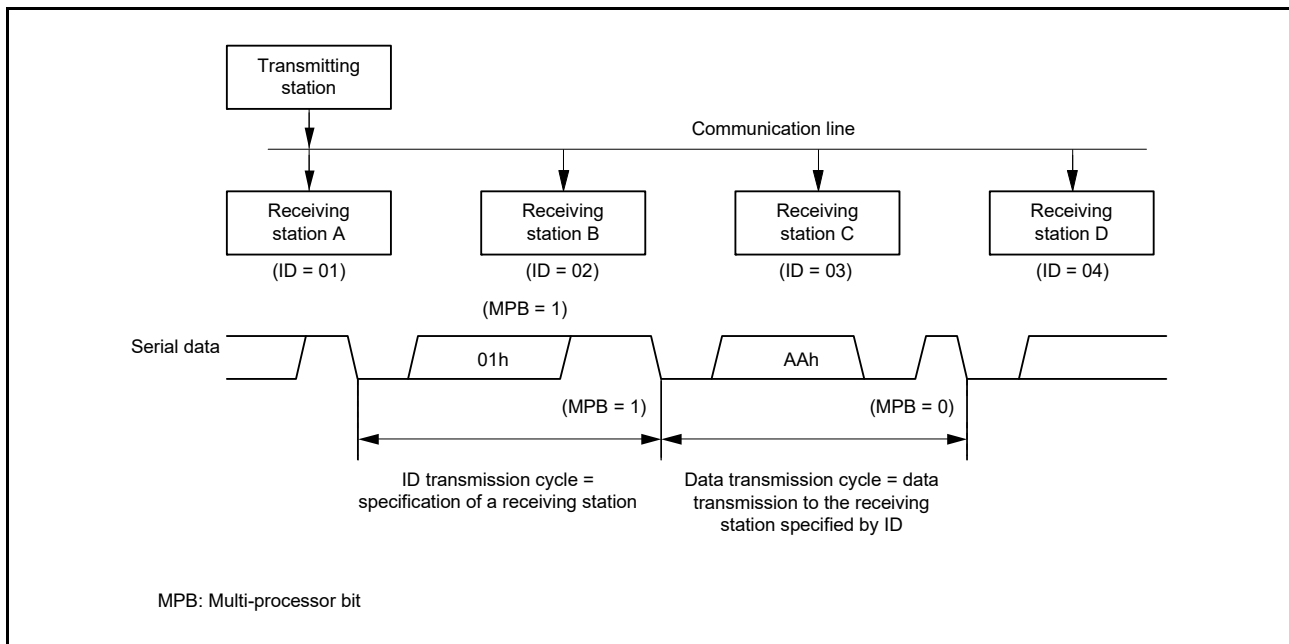 Transmitting
station
Communication line
Receiving
station A
Receiving
station B
Receiving
station C
Receiving
station D
(ID = 01)
(ID = 02)
(ID = 03)
(ID = 04)
(MPB = 1)
Serial data
01h
AAh
(MPB = 1)
(MPB = 0)
ID transmission cycle =
specification of a receiving station
Data transmission cycle = data
transmission to the receiving
station specified by ID
MPB: Multi-processor bit